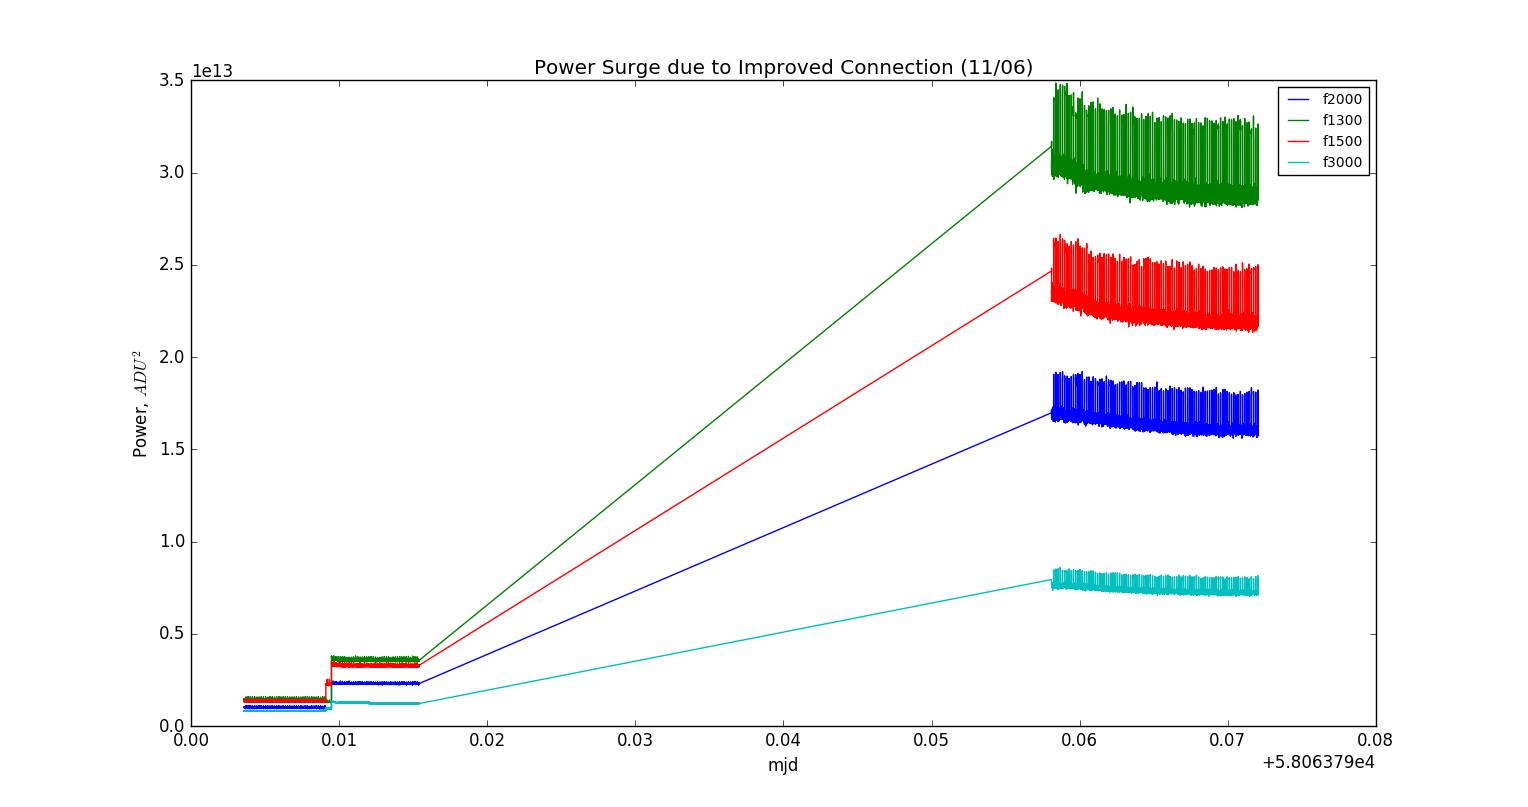 Power Surge due to Improved Connection (11/06)
1e13
3.5
3.0
2.5
2.0
1.5
1.0
0.5
0.0
Power, ADU²
0.00 0.01 0.02 0.03 0.04 0.05 0.06 0.07 0.08
mjd
+5.806379e4
f2000
f1300
f1500
f3000